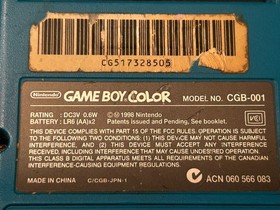 CG517328505
Nintendo GAME BOY COLOR MODEL NO. CGB-001
RATING : DC3V 0.6W ©1998 Nintendo
BATTERY : LR6 (AA)x2 Patents issued and Pending, See booklet.
THIS DEVICE COMPLIES WITH PART 15 OF THE FCC RULES. OPERATION IS SUBJECT
TO THE FOLLOWING TWO CONDITIONS: (1) THIS DEVICE MAY NOT CAUSE HARMFUL
INTERFERENCE, AND (2) THIS DEVICE MUST ACCEPT ANY INTERFERENCE
THAT MAY CAUSE UNDESIRED OPERATION.
THIS CLASS B DIGITAL APPARATUS MEETS ALL REQUIREMENTS OF THE CANADIAN
INTERFERENCE-CAUSING EQUIPMENT REGULATIONS.
MADE IN CHINA C/CGB-JPN-1 ACN 060 566 083